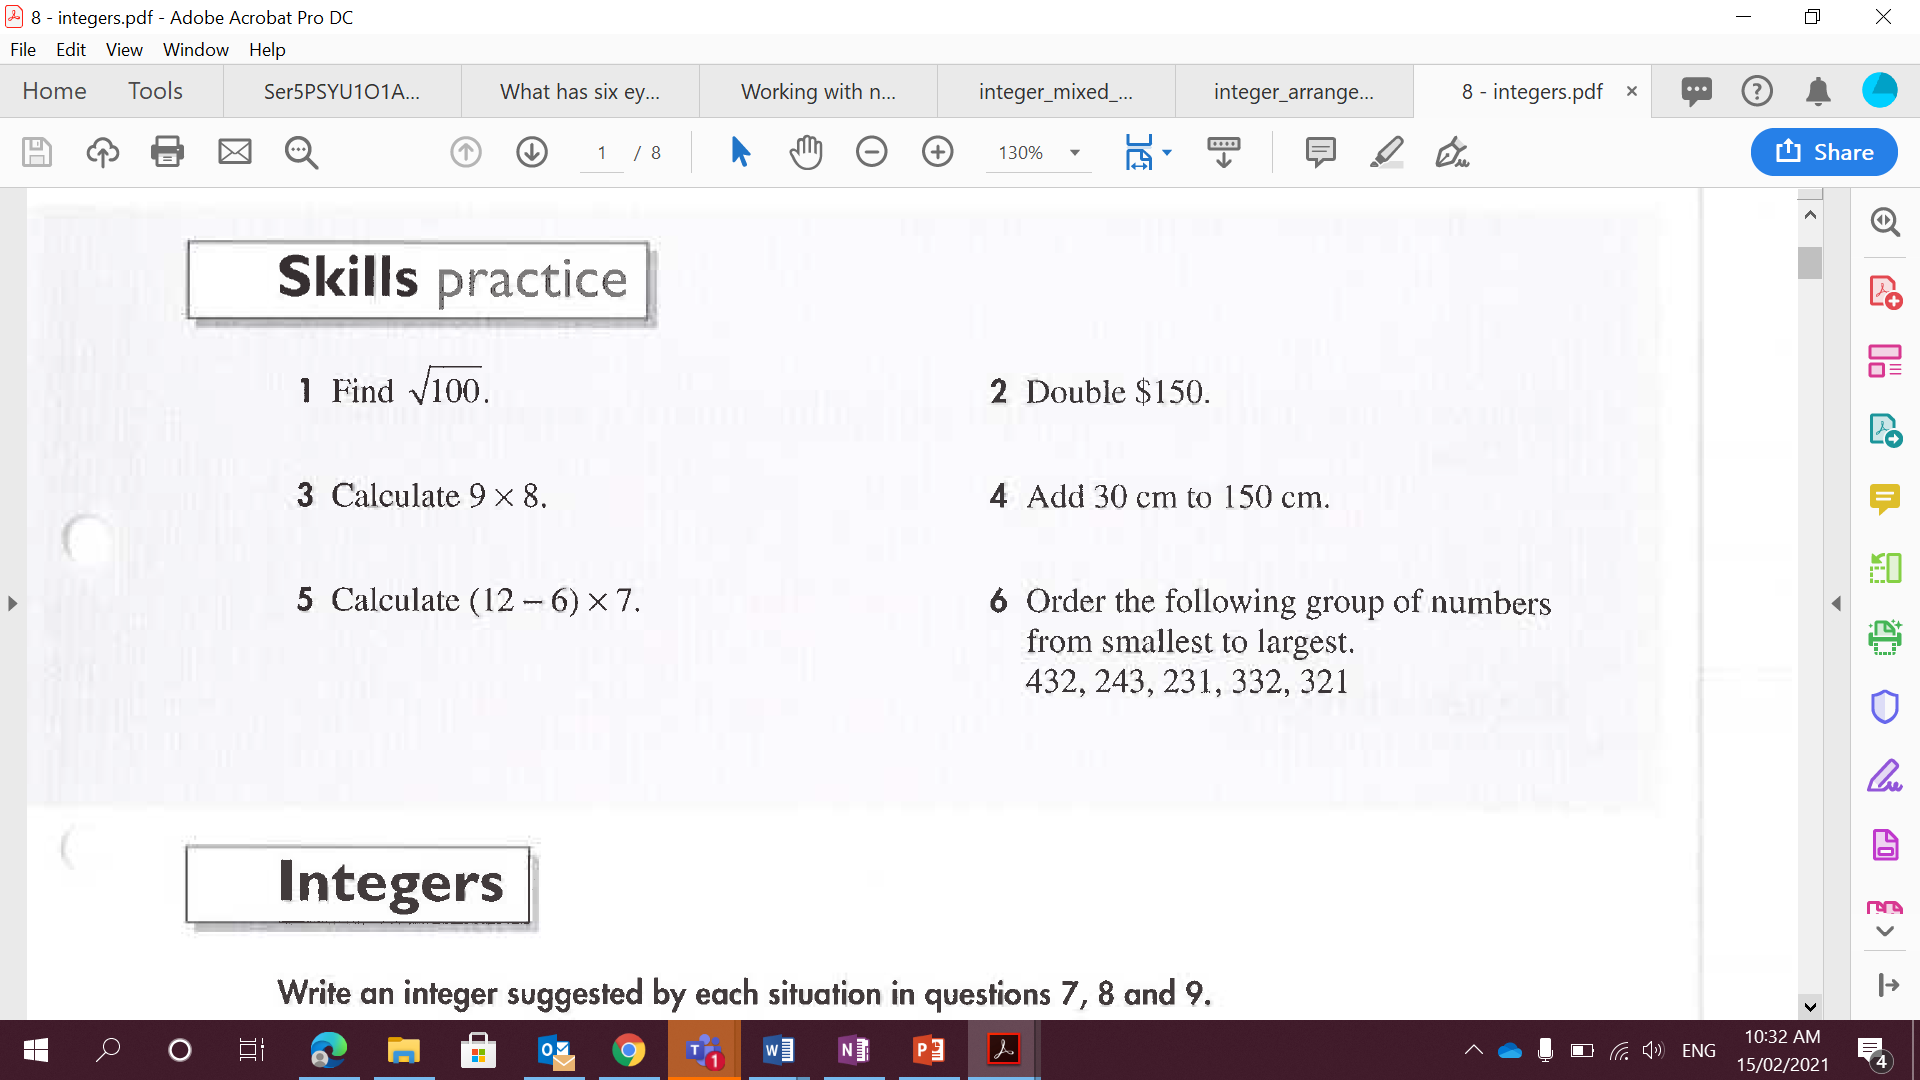 8 - integers.pdf - Adobe Acrobat Pro DC
File Edit View Window Help
Home Tools Ser5PSYU1O1A... What has six ey... Working with n... integer_mixed_... integer_arrange... 8 - integers.pdf ×
1 / 8 130% Share
Skills practice
1 Find √100.
2 Double $150.
3 Calculate 9 × 8.
4 Add 30 cm to 150 cm.
5 Calculate (12 – 6) × 7.
6 Order the following group of numbers
from smallest to largest.
432, 243, 231, 332, 321
Integers
Write an integer suggested by each situation in questions 7, 8 and 9.
1
ENG
10:32 AM
15/02/2021
4